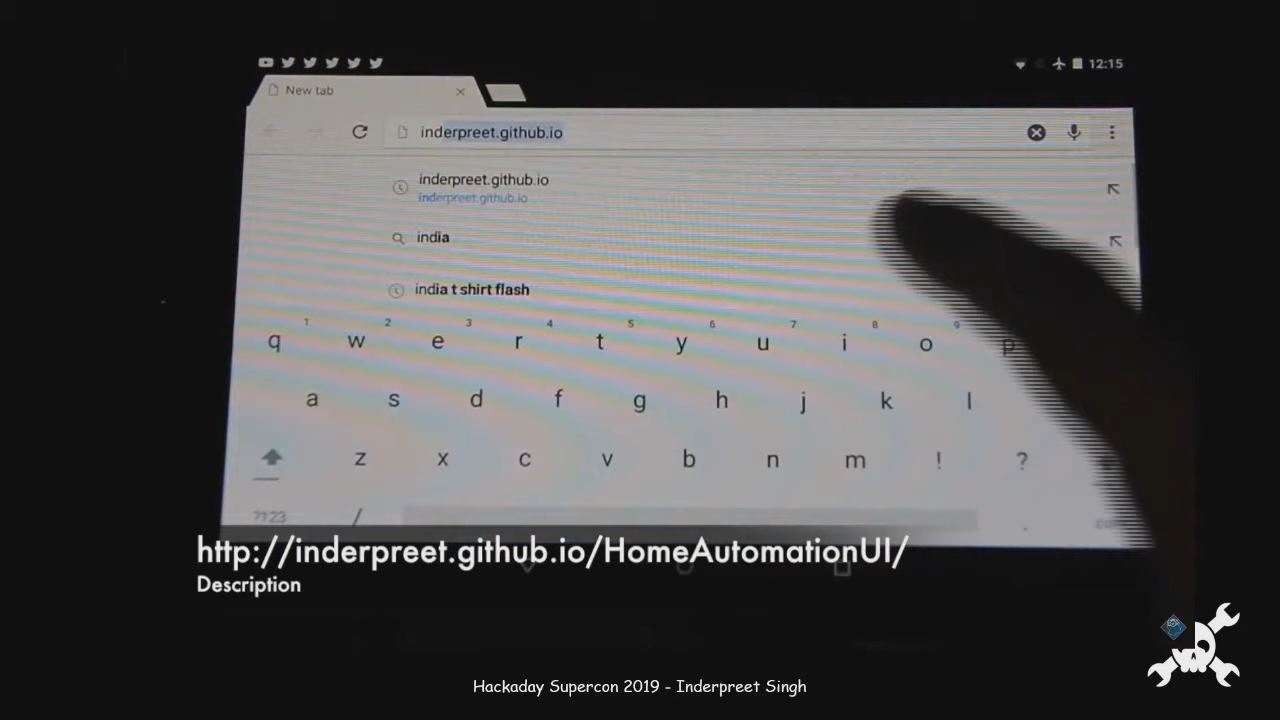 12:15
New tab
inderpreet.github.io
inderpreet.github.io
inderpreet.github.io
india
india t shirt flash
1 2 3 4 5 6 7 8 9
q w e r t y u i o p
a s d f g h j k l
z x c v b n m ! ?
?123 / .
http://inderpreet.github.io/HomeAutomationUI/
Description
Hackaday Supercon 2019 - Inderpreet Singh